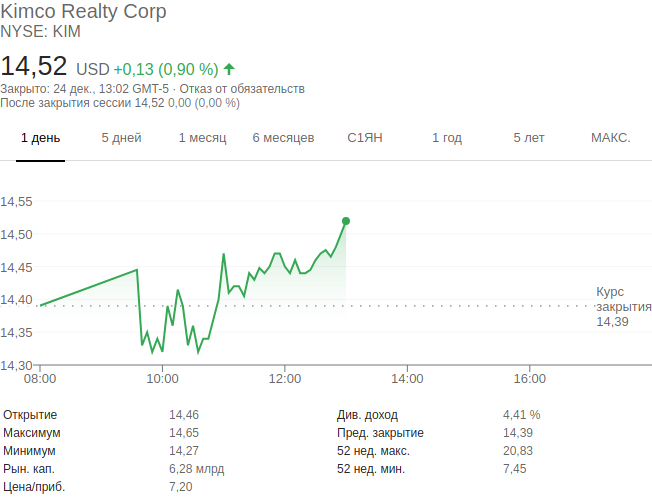 Kimco Realty Corp
NYSE: KIM
14,52 USD +0,13 (0,90 %)
Закрыто: 24 дек., 13:02 GMT-5 · Отказ от обязательств
После закрытия сессии 14,52 0,00 (0,00 %)
1 день 5 дней 1 месяц 6 месяцев С1ЯН 1 год 5 лет МАКС.
14,55
14,50
14,45
14,40
14,35
14,30
Курс
закрытия
14,39
08:00 10:00 12:00 14:00 16:00
Открытие 14,46
Максимум 14,65
Минимум 14,27
Рын. кап. 6,28 млрд
Цена/приб. 7,20
Див. доход 4,41 %
Пред. закрытие 14,39
52 нед. макс. 20,83
52 нед. мин. 7,45